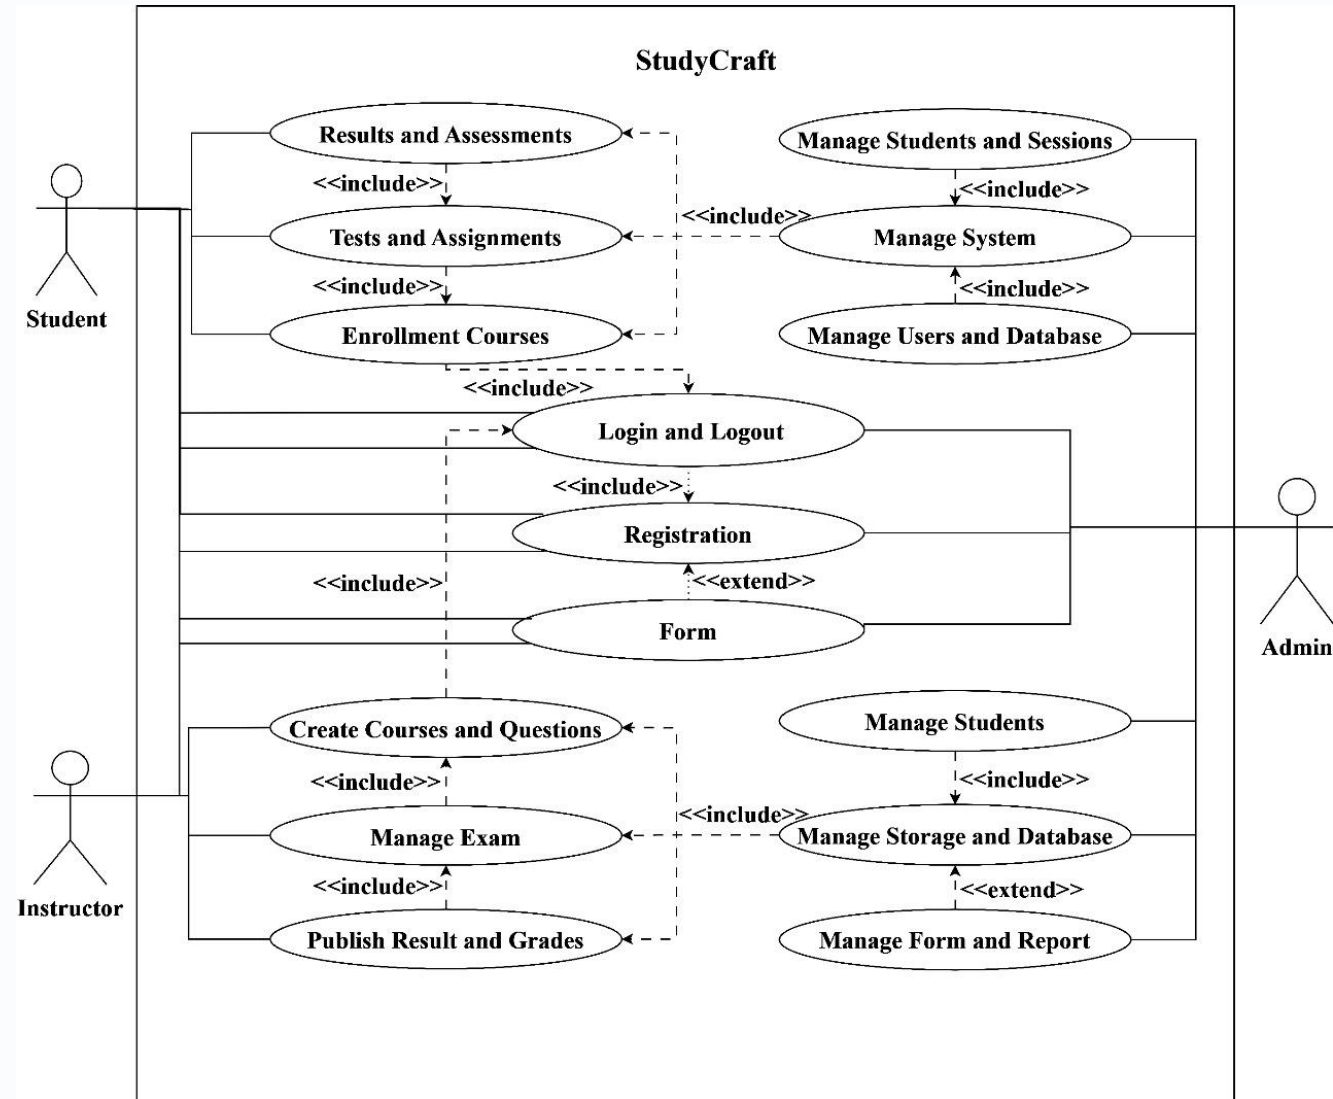 StudyCraft
Results and Assessments
Manage Students and Sessions
<<include>>
<<include>>
<<include>>
Tests and Assignments
Manage System
<<include>>
<<include>>
Student
Enrollment Courses
Manage Users and Database
<<include>>
Login and Logout
<<include>>
Registration
<<include>>
<<extend>>
Form
Admin
Create Courses and Questions
Manage Students
<<include>>
<<include>>
<<include>>
Manage Exam
Manage Storage and Database
<<include>>
<<extend>>
Instructor
Publish Result and Grades
Manage Form and Report